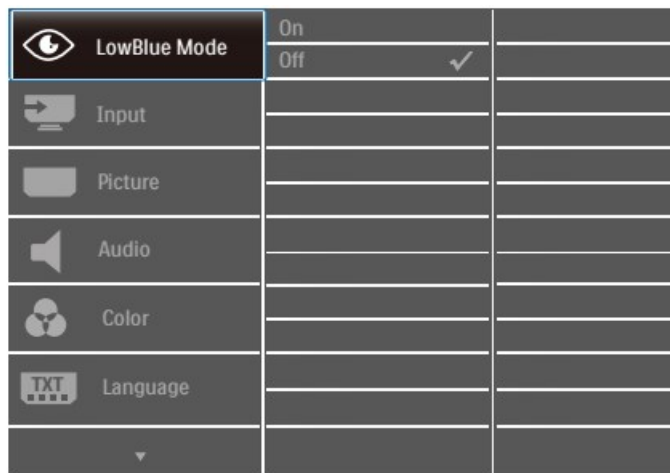 LowBlue Mode
On
Off
Input
Picture
Audio
Color
TXT
Language